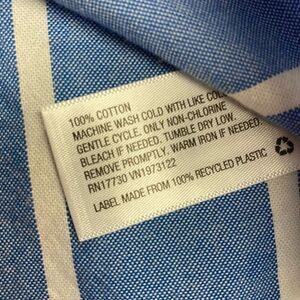 100% COTTON
MACHINE WASH COLD WITH LIKE
GENTLE CYCLE. ONLY NON-CHLORINE
BLEACH IF NEEDED. TUMBLE DRY LOW.
REMOVE PROMPTLY. WARM IRON IF NEEDED.
RN17730 VN1973122
LABEL MADE FROM 100% RECYCLED PLASTIC